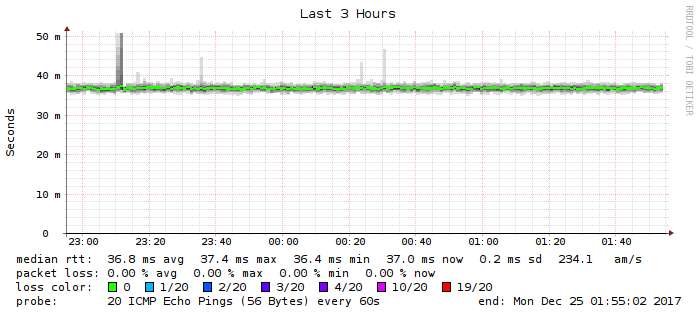 Last 3 Hours
RRDTOOL / TOBI OETIKER
Seconds
50 m
40 m
30 m
20 m
10 m
0
23:00 23:20 23:40 00:00 00:20 00:40 01:00 01:20 01:40
median rtt: 36.8 ms avg 37.4 ms max 36.4 ms min 37.0 ms now 0.2 ms sd 234.1 am/s
packet loss: 0.00 % avg 0.00 % max 0.00 % min 0.00 % now
loss color: 0 1/20 2/20 3/20 4/20 10/20 19/20
probe: 20 ICMP Echo Pings (56 Bytes) every 60s end: Mon Dec 25 01:55:02 2017